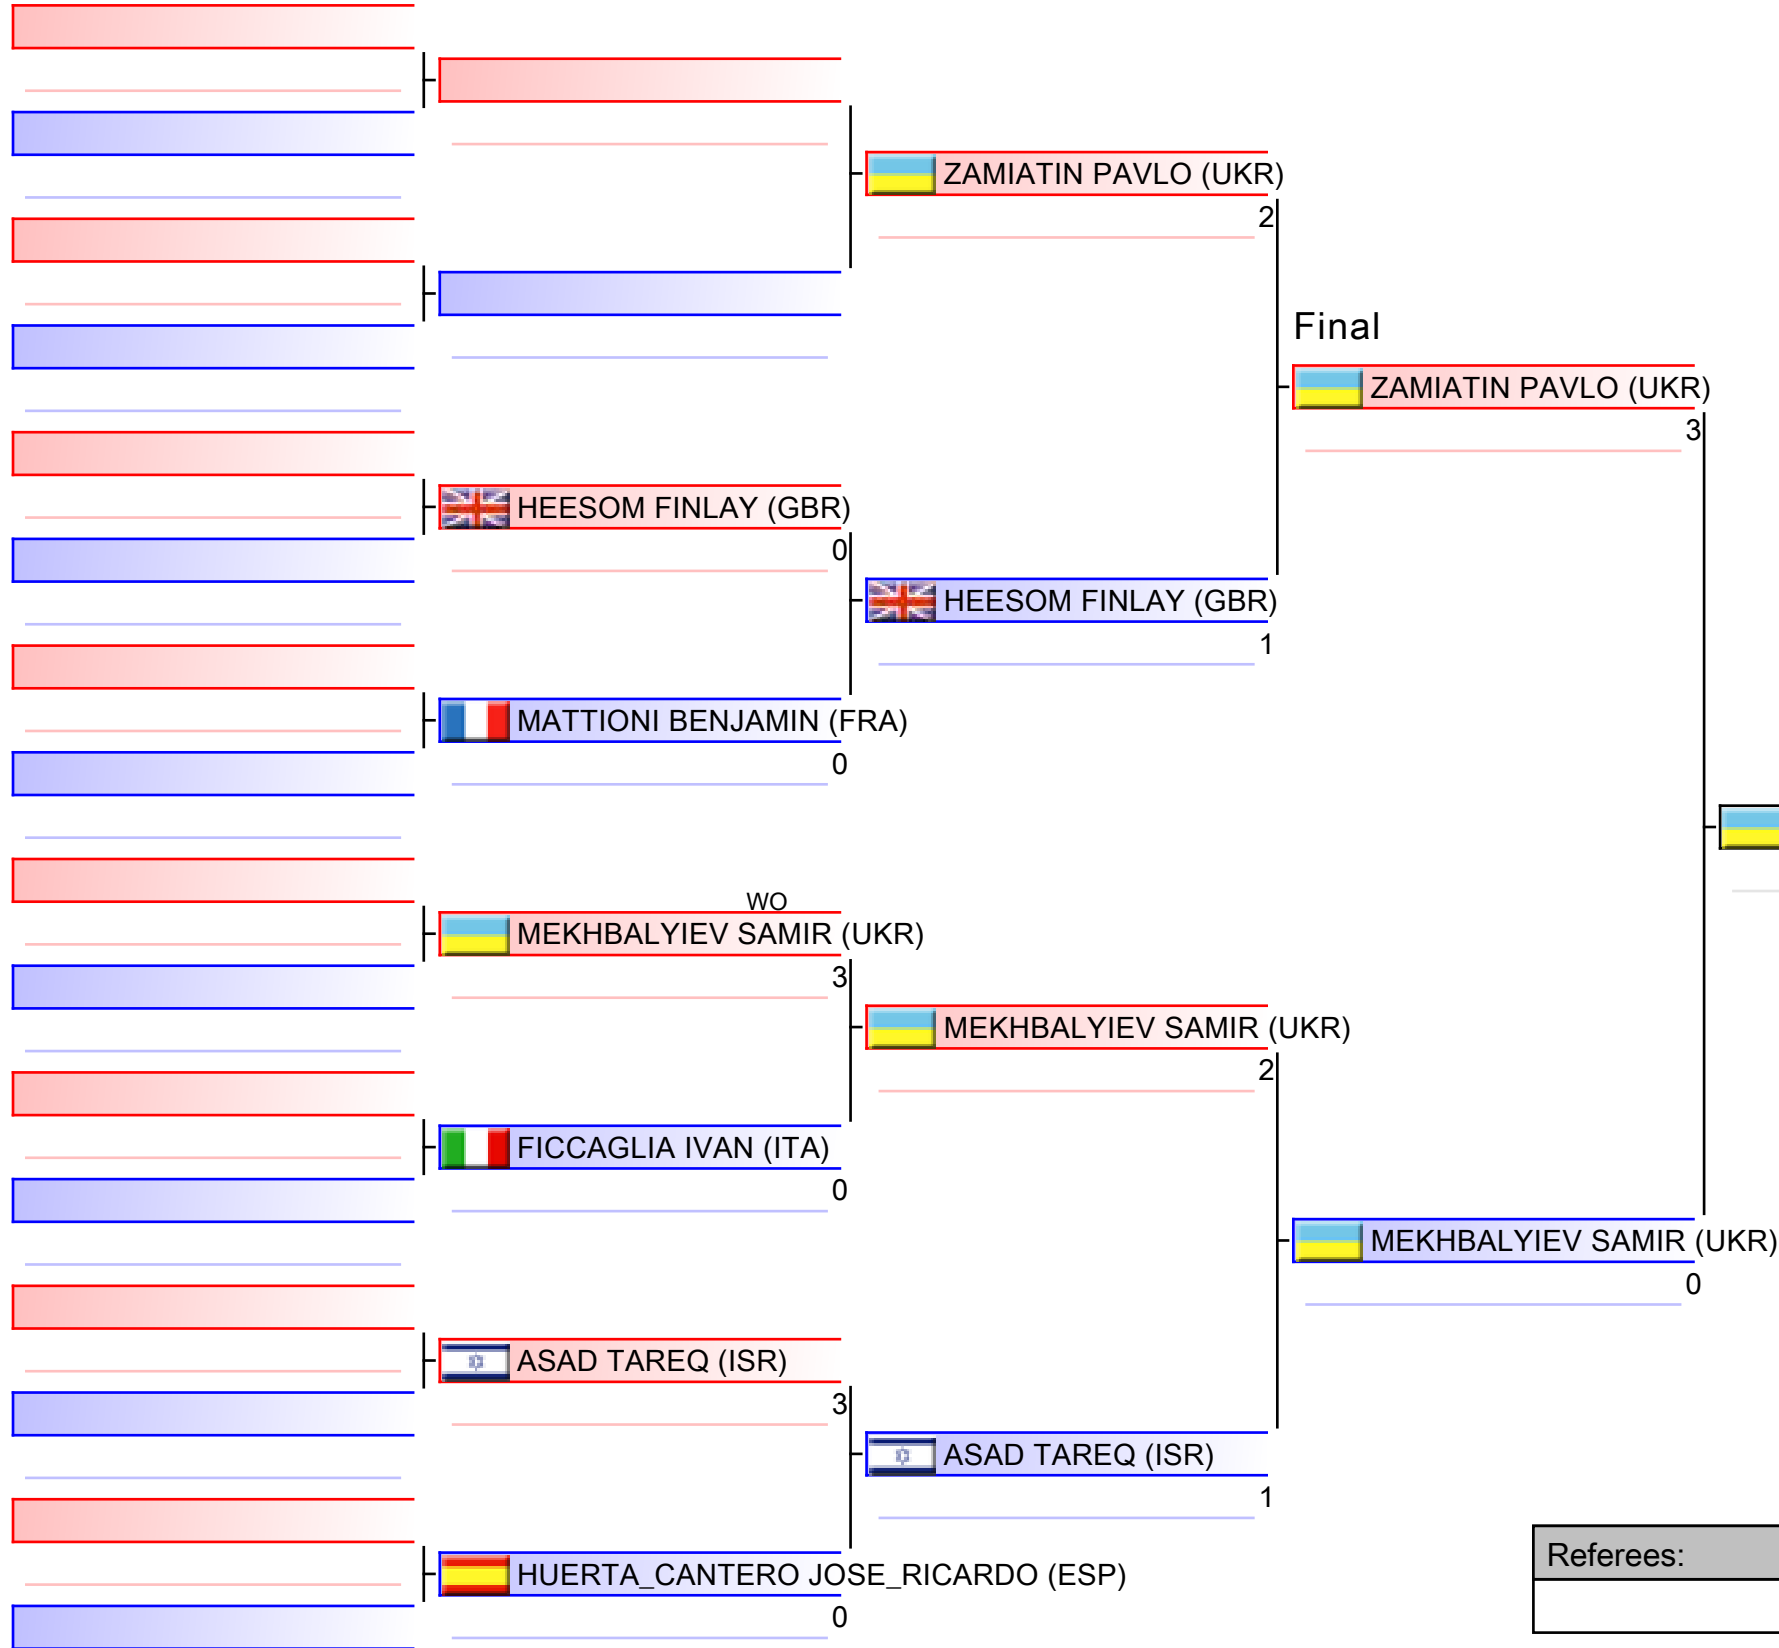 ZAMIATIN PAVLO (UKR)
2
Final
ZAMIATIN PAVLO (UKR)
3
HEESOM FINLAY (GBR)
0
HEESOM FINLAY (GBR)
1
MATTIONI BENJAMIN (FRA)
0
WO
MEKHBALYIEV SAMIR (UKR)
3
MEKHBALYIEV SAMIR (UKR)
2
FICCAGLIA IVAN (ITA)
0
MEKHBALYIEV SAMIR (UKR)
0
ASAD TAREQ (ISR)
3
ASAD TAREQ (ISR)
1
HUERTA_CANTERO JOSE_RICARDO (ESP)
0
Referees: